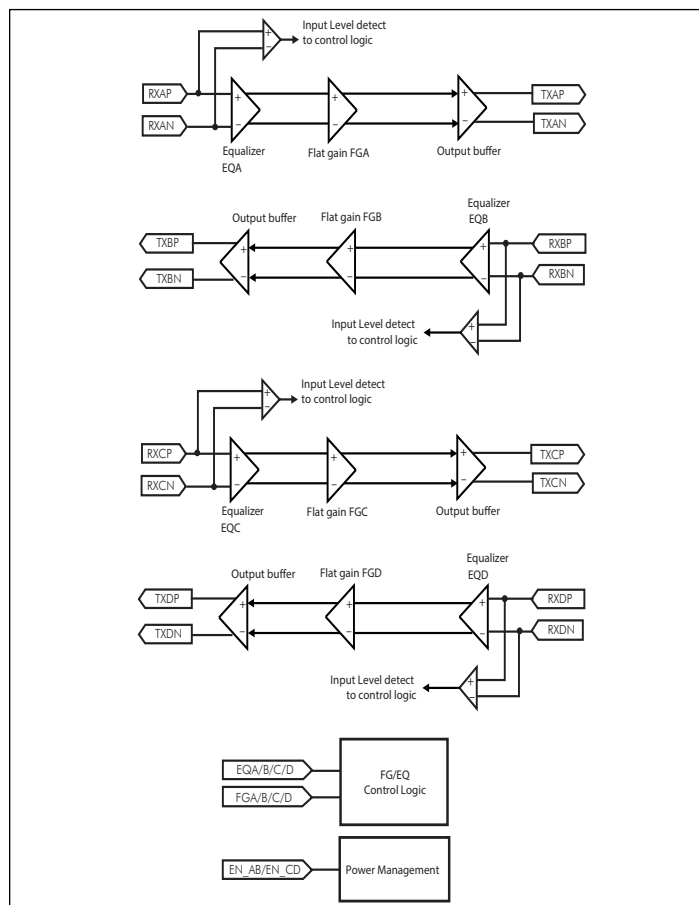 Input Level detect
to control logic
+
−
RXAP
RXAN
+
−
+
−
TXAP
TXAN
Equalizer
EQA
Flat gain FGA
Output buffer
Output buffer
Flat gain FGB
Equalizer
EQB
TXBP
TXBN
+
−
+
−
+
−
RXBP
RXBN
Input Level detect
to control logic
+
−
Input Level detect
to control logic
+
−
RXCP
RXCN
+
−
+
−
+
−
TXCP
TXCN
Equalizer
EQC
Flat gain FGC
Output buffer
Output buffer
Flat gain FGD
Equalizer
EQD
TXDP
TXDN
+
−
+
−
+
−
RXDP
RXDN
Input Level detect
to control logic
+
−
EQA/B/C/D
FGA/B/C/D
FG/EQ
Control Logic
EN_AB/EN_CD
Power Management